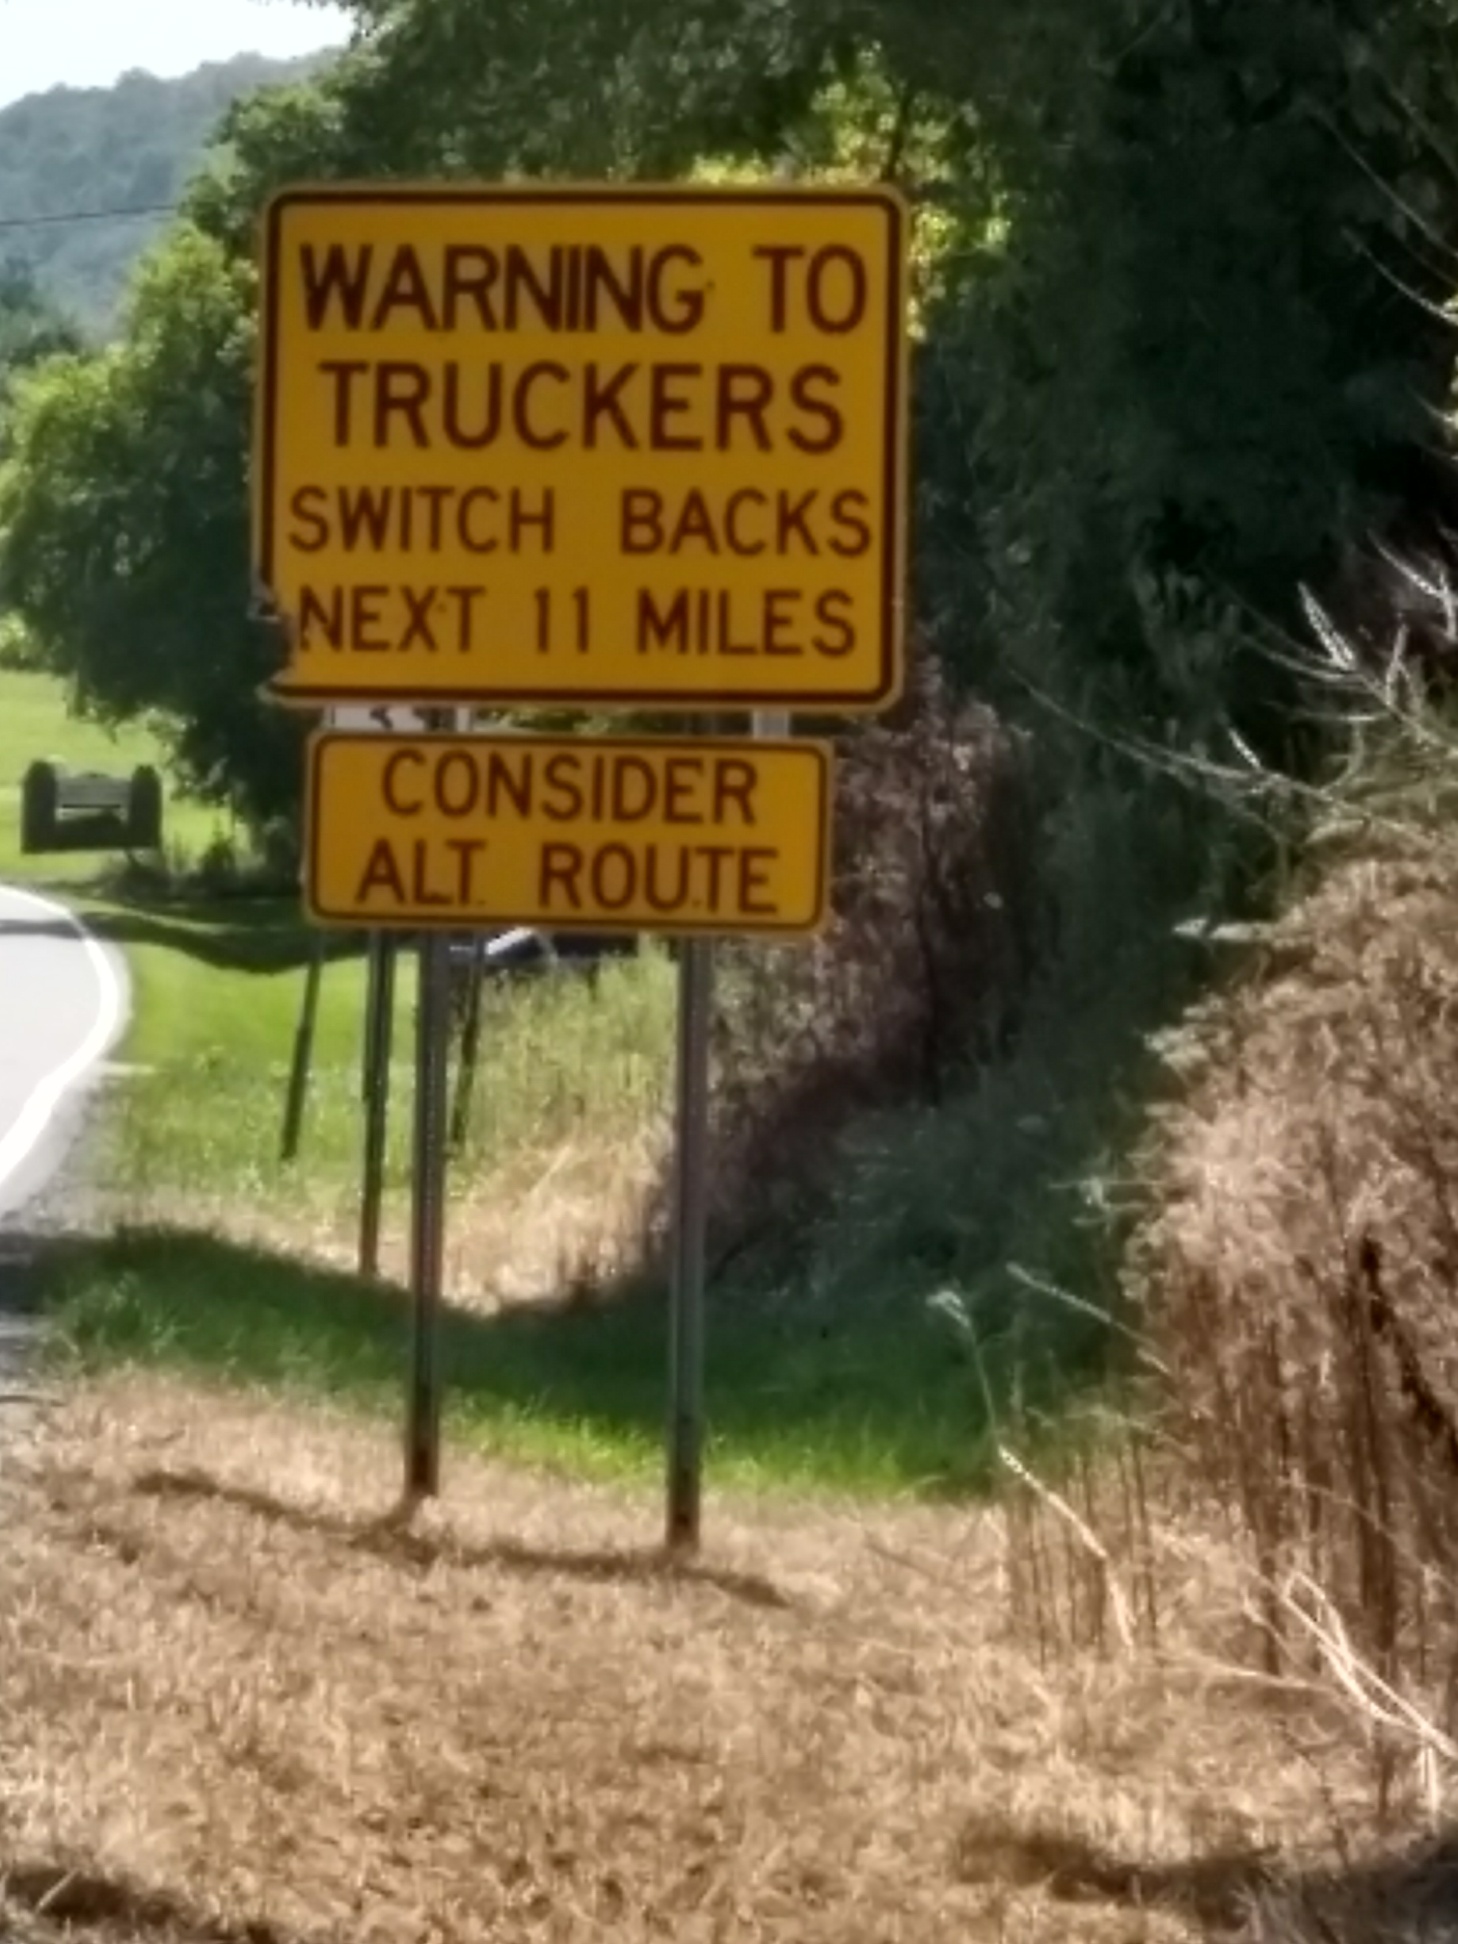 WARNING TO
TRUCKERS
SWITCH BACKS
NEXT 11 MILES
CONSIDER
ALT. ROUTE